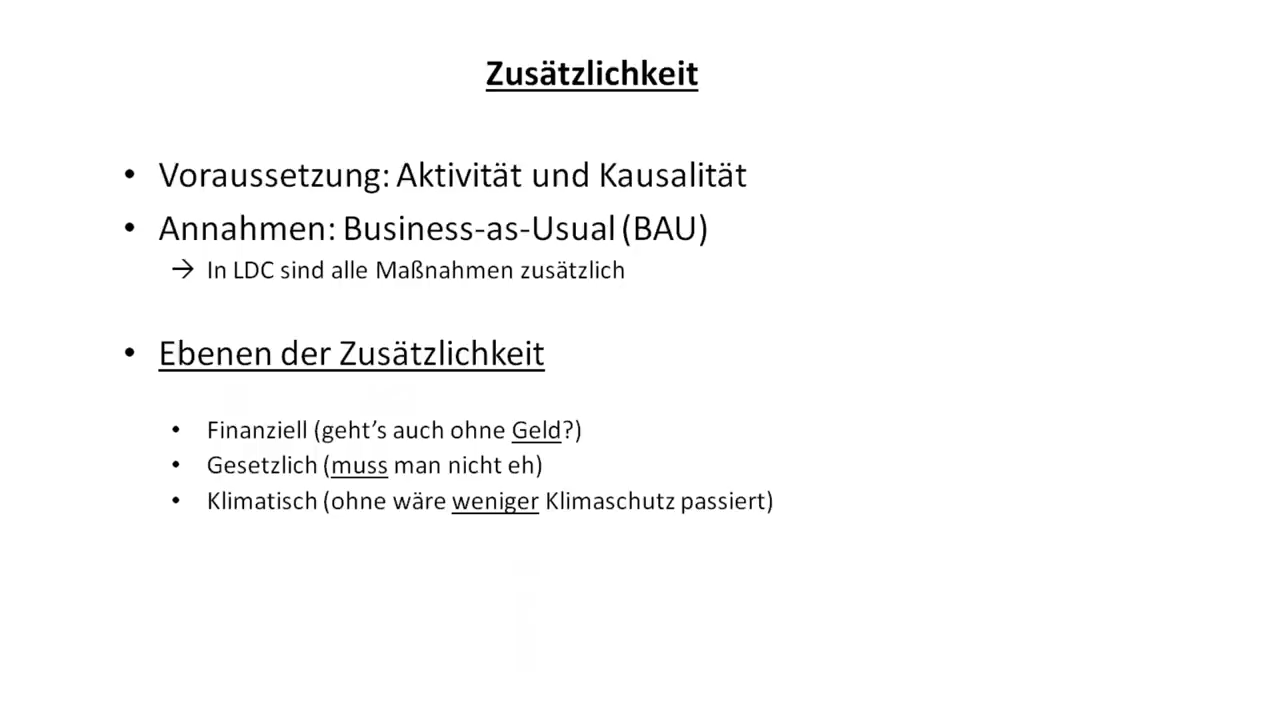 Zusätzlichkeit
• Voraussetzung: Aktivität und Kausalität
• Annahmen: Business-as-Usual (BAU)
→ In LDC sind alle Maßnahmen zusätzlich
• Ebenen der Zusätzlichkeit
• Finanziell (geht’s auch ohne Geld?)
• Gesetzlich (muss man nicht eh)
• Klimatisch (ohne wäre weniger Klimaschutz passiert)